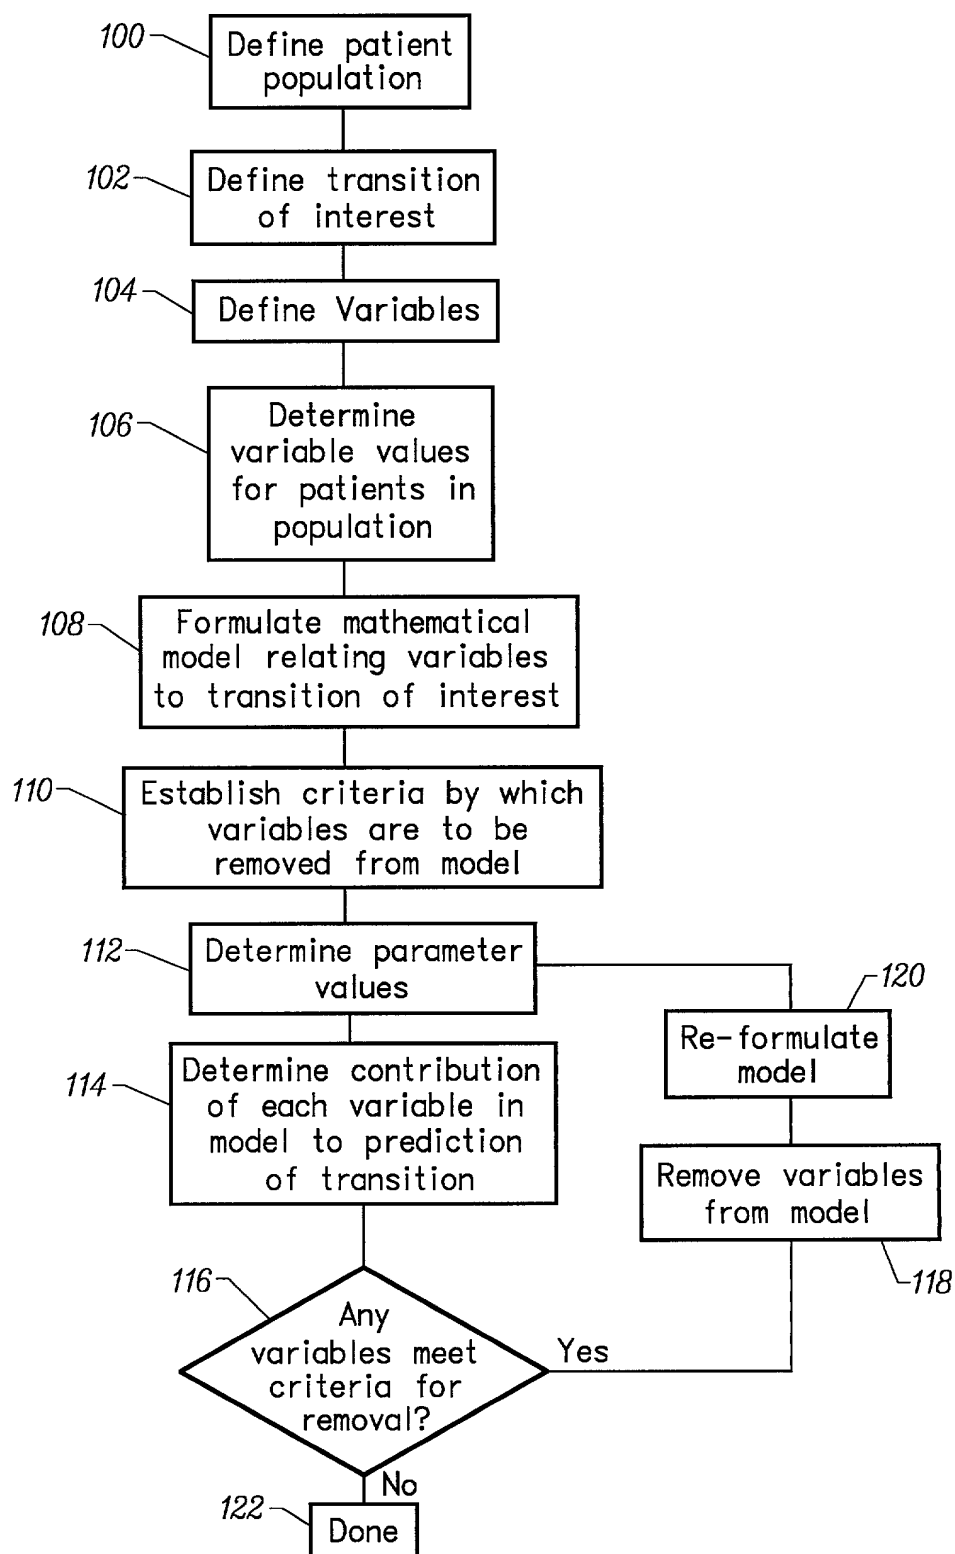 100
Define patient
population
102
Define transition
of interest
104
Define Variables
106
Determine
variable values
for patients in
population
108
Formulate mathematical
model relating variables
to transition of interest
110
Establish criteria by which
variables are to be
removed from model
112
Determine parameter
values
120
Re-formulate
model
114
Determine contribution
of each variable in
model to prediction
of transition
Remove variables
from model
118
116
Any
variables meet
criteria for
removal?
Yes
No
122
Done